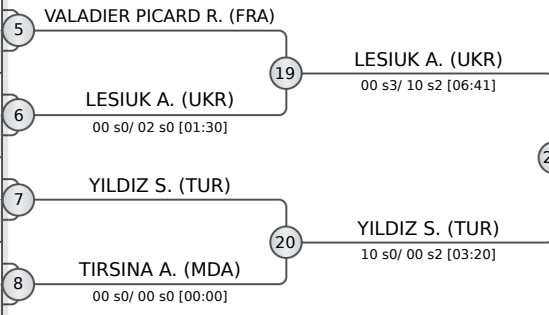 5
VALADIER PICARD R. (FRA)
19
LESIUK A. (UKR)
00 s3/ 10 s2 [06:41]
6
LESIUK A. (UKR)
00 s0/ 02 s0 [01:30]
2
7
YILDIZ S. (TUR)
20
YILDIZ S. (TUR)
10 s0/ 00 s2 [03:20]
8
TIRSINA A. (MDA)
00 s0/ 00 s0 [00:00]